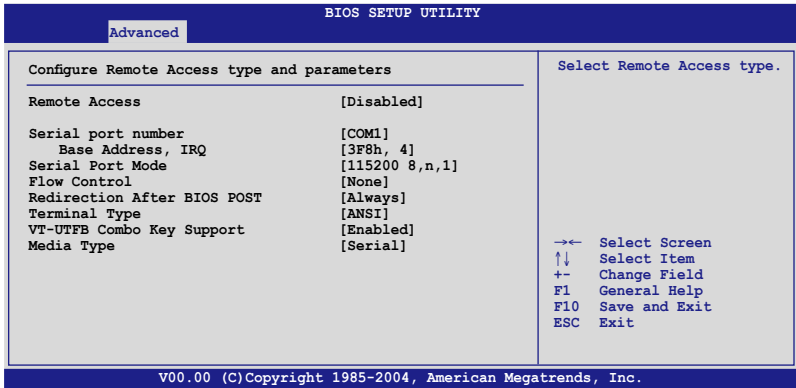 BIOS SETUP UTILITY
Advanced
Configure Remote Access type and parameters
Remote Access [Disabled]
Serial port number [COM1]
Base Address, IRQ [3F8h, 4]
Serial Port Mode [115200 8,n,1]
Flow Control [None]
Redirection After BIOS POST [Always]
Terminal Type [ANSI]
VT-UTFB Combo Key Support [Enabled]
Media Type [Serial]
Select Remote Access type.
→← Select Screen
↑↓ Select Item
+- Change Field
F1 General Help
F10 Save and Exit
ESC Exit
V00.00 (C)Copyright 1985-2004, American Megatrends, Inc.